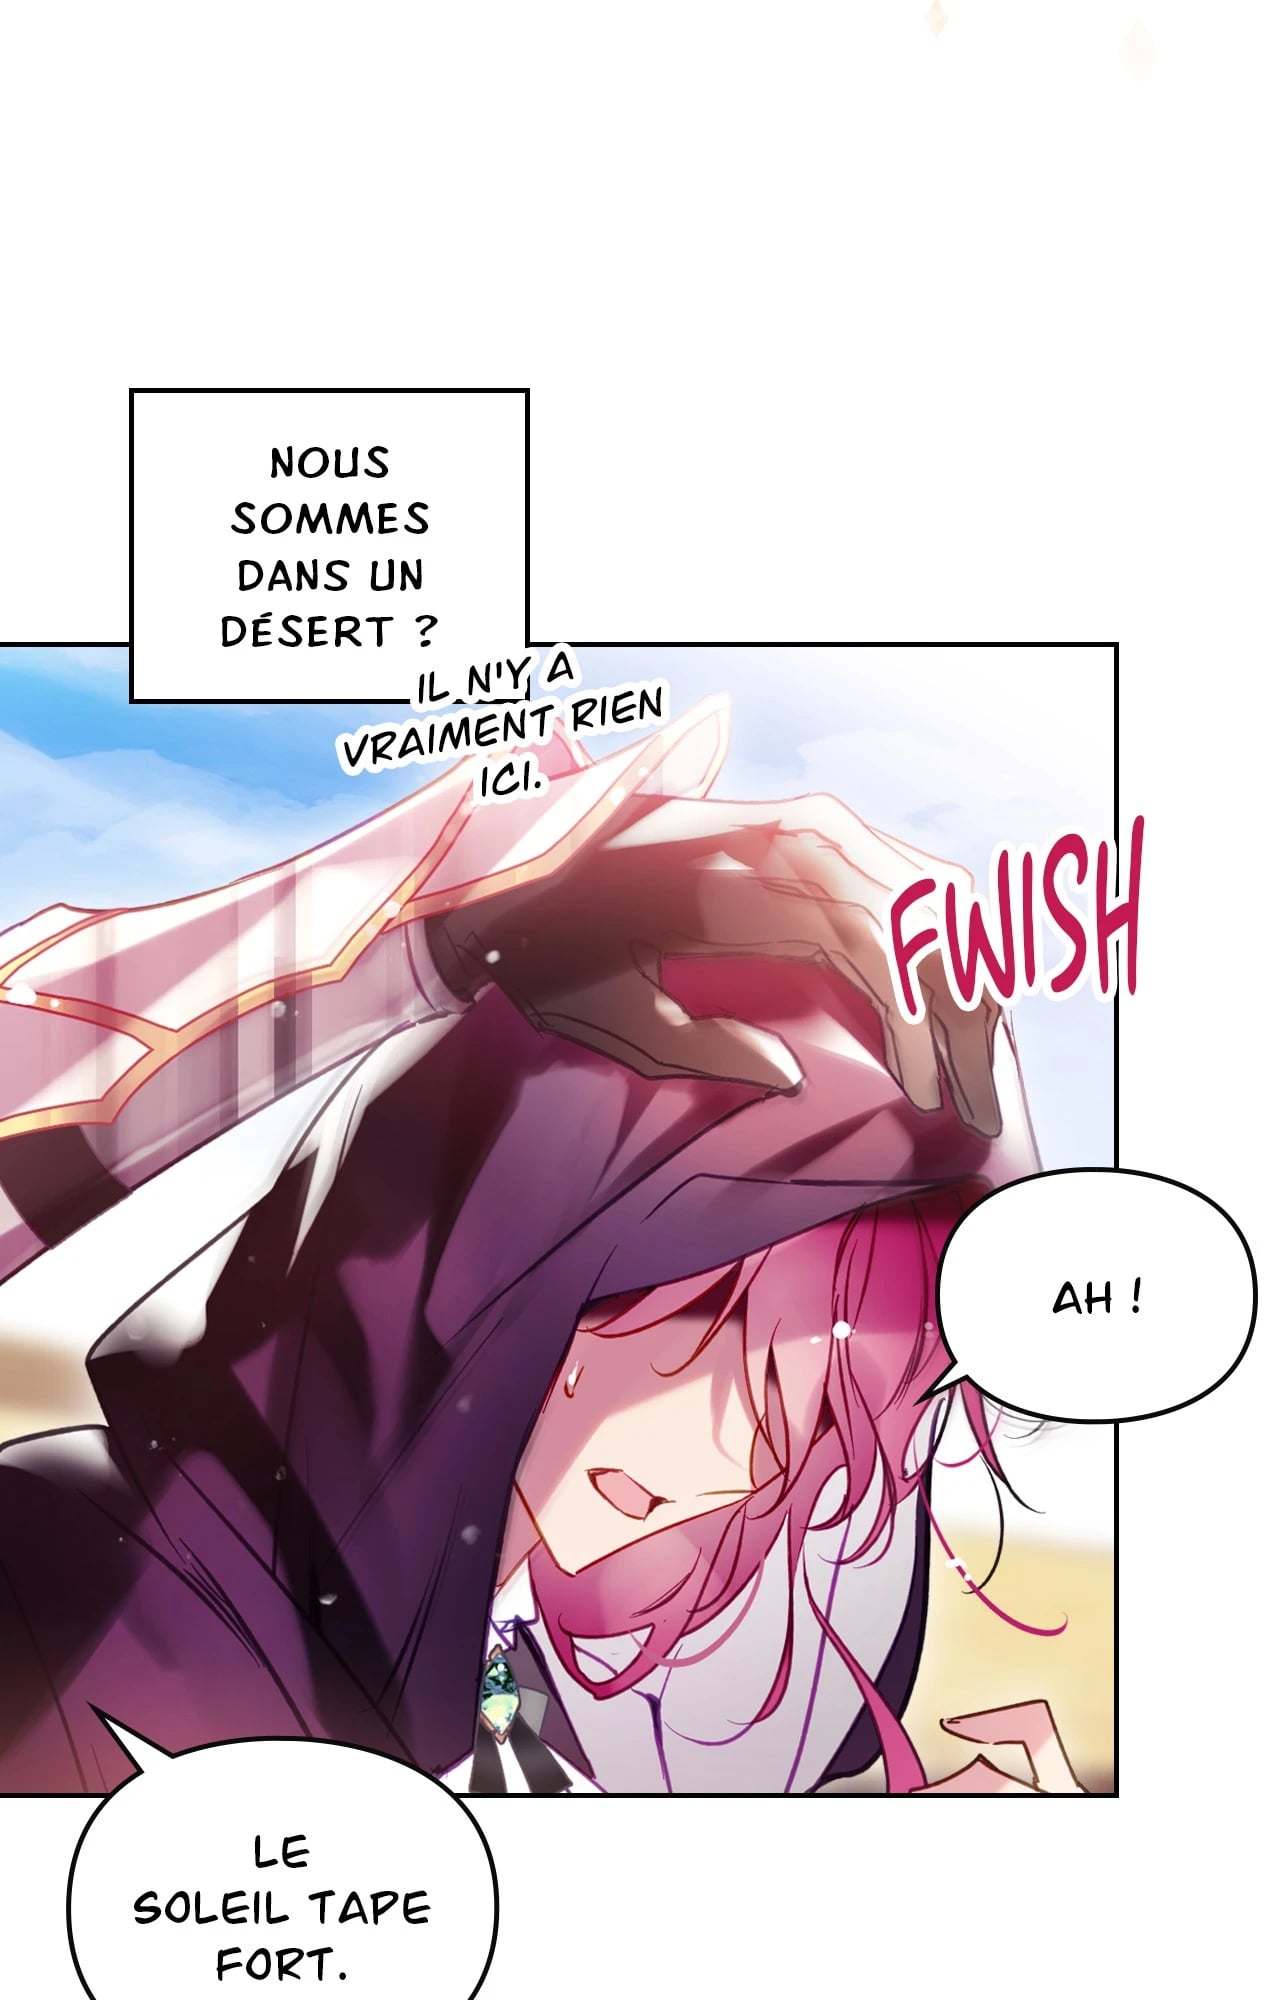 NOUS
SOMMES
DANS UN
DÉSERT ?
IL N'Y A
VRAIMENT RIEN
ICI.
FWISH
AH !
LE
SOLEIL TAPE
FORT.